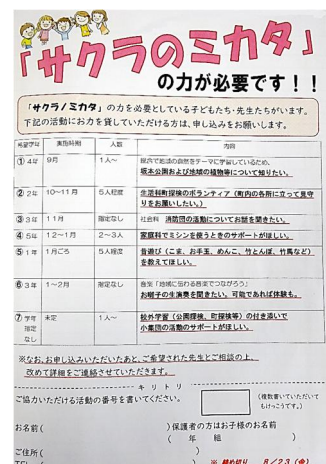 「サクラのミカタ」
の力が必要です！！
「サクラノミカタ」の力を必要としている子どもたち・先生たちがいます。
下記の活動にお力を貸していただける方は、申し込みをお願いします。
希望学年 実施時期 人数 内容
① 4年 9月 1人～ 総合で地域の自然をテーマに学習しているため、
坂本公園および地域の植物等について知りたい。
② 2年 10～11月 5人程度 生活科町探検のボランティア（町内の各所に立って見守
りをお願いしたい。）
③ 3年 11月 指定なし 社会科 消防団の活動についてお話を聞きたい。
④ 5年 12～1月 2～3人 家庭科でミシンを使うときのサポートがほしい。
⑤ 1年 1月ごろ 5人程度 昔遊び（こま、お手玉、めんこ、竹とんぼ、竹馬など）
を教えてほしい。
⑥ 3年 1～2月 指定なし 音楽「地域に伝わる音楽でつながろう」
お囃子の生演奏を聞きたい。可能であれば体験も。
⑦ 学年 未定 1人～ 校外学習（公園探検、町探検等）の付き添いで
指定 小集団の活動のサポートがほしい。
なし
※なお、お申し込みいただいたあと、ご希望された先生とご相談の上、
改めて詳細をご連絡させていただきます。
キリトリ
ご協力いただける活動の番号を書いてください。 （複数書いていただいて
もけっこうです。）
お名前（ ）保護者の方はお子様のお名前
（ 年 組 ）
ご住所（ ）
※ 締め切り 8／23（金）